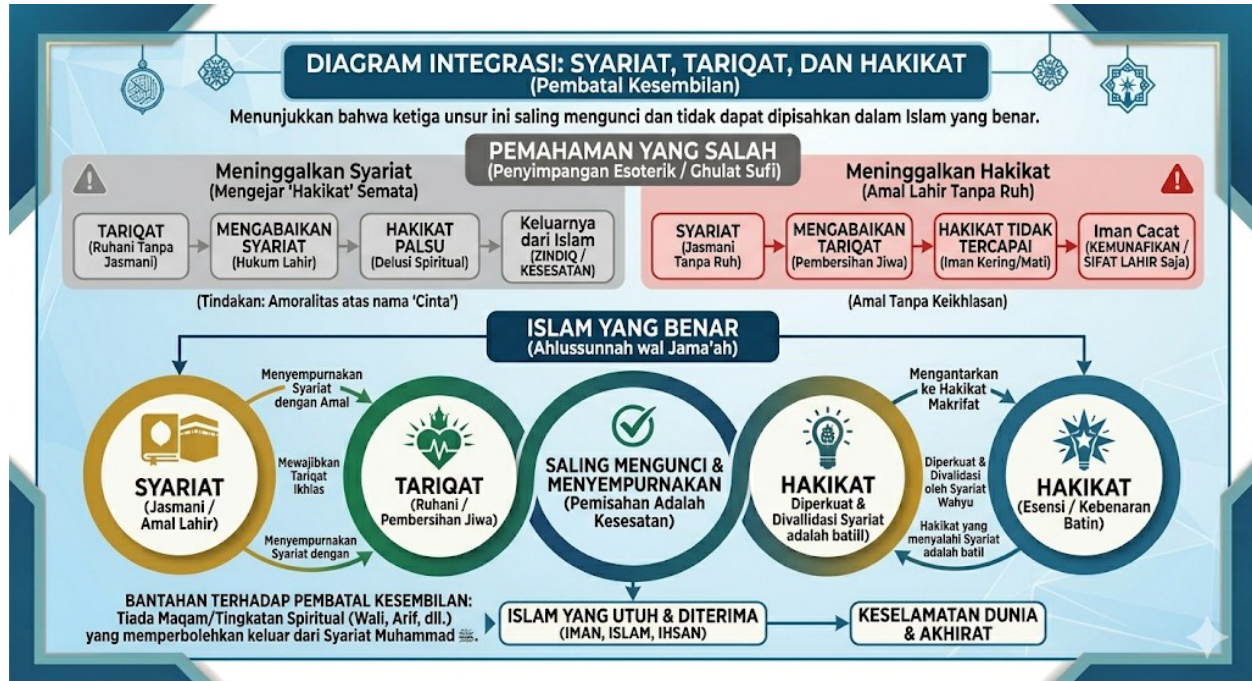 DIAGRAM INTEGRASI: SYARIAT, TARIQAT, DAN HAKIKAT
(Pembatal Kesembilan)
Menunjukkan bahwa ketiga unsur ini saling mengunci dan tidak dapat dipisahkan dalam Islam yang benar.
PEMAHAMAN YANG SALAH
(Penyimpangan Esoterik / Ghulat Sufi)
Meninggalkan Syariat
(Mengejar 'Hakikat' Semata)
TARIQAT
(Ruhani Tanpa
Jasmani)
MENGABAIKAN
SYARIAT
(Hukum Lahir)
HAKIKAT
PALSU
(Delusi Spiritual)
Keluarnya
dari Islam
(ZINDIQ /
KESESATAN)
(Tindakan: Amoralitas atas nama 'Cinta')
Meninggalkan Hakikat
(Amal Lahir Tanpa Ruh)
SYARIAT
(Jasmani
Tanpa Ruh)
MENGABAIKAN
TARIQAT
(Pembersihan Jiwa)
HAKIKAT TIDAK
TERCAPAI
(Iman Kering/Mati)
Iman Cacat
(KEMUNAFIKAN /
SIFAT LAHIR Saja)
(Amal Tanpa Keikhlasan)
ISLAM YANG BENAR
(Ahlussunnah wal Jama'ah)
SYARIAT
(Jasmani /
Amal Lahir)
Menyempurnakan
Syariat
dengan Amal
Mewajibkan
Tariqat
Ikhlas
Menyempurnakan
Syariat dengan
TARIQAT
(Ruhani /
Pembersihan Jiwa)
SALING MENGUNCI &
MENYEMPURNAKAN
(Pemisahan Adalah
Kesesatan)
HAKIKAT
Diperkuat &
Divallidasi Syariat
adalah batill)
Mengantarkan
ke Hakikat
Makrifat
Diperkuat &
Divalidasi
oleh Syariat
Wahyu
Hakikat yang
menyalahi Syariat
adalah batil
HAKIKAT
(Esensi / Kebenaran
Batin)
BANTAHAN TERHADAP PEMBATAL KESEMBILAN:
Tiada Maqam/Tingkatan Spiritual (Wali, Arif, dll.)
yang memperbolehkan keluar dari Syariat Muhammad ﷺ.
ISLAM YANG UTUH & DITERIMA
(IMAN, ISLAM, IHSAN)
KESELAMATAN DUNIA
& AKHIRAT